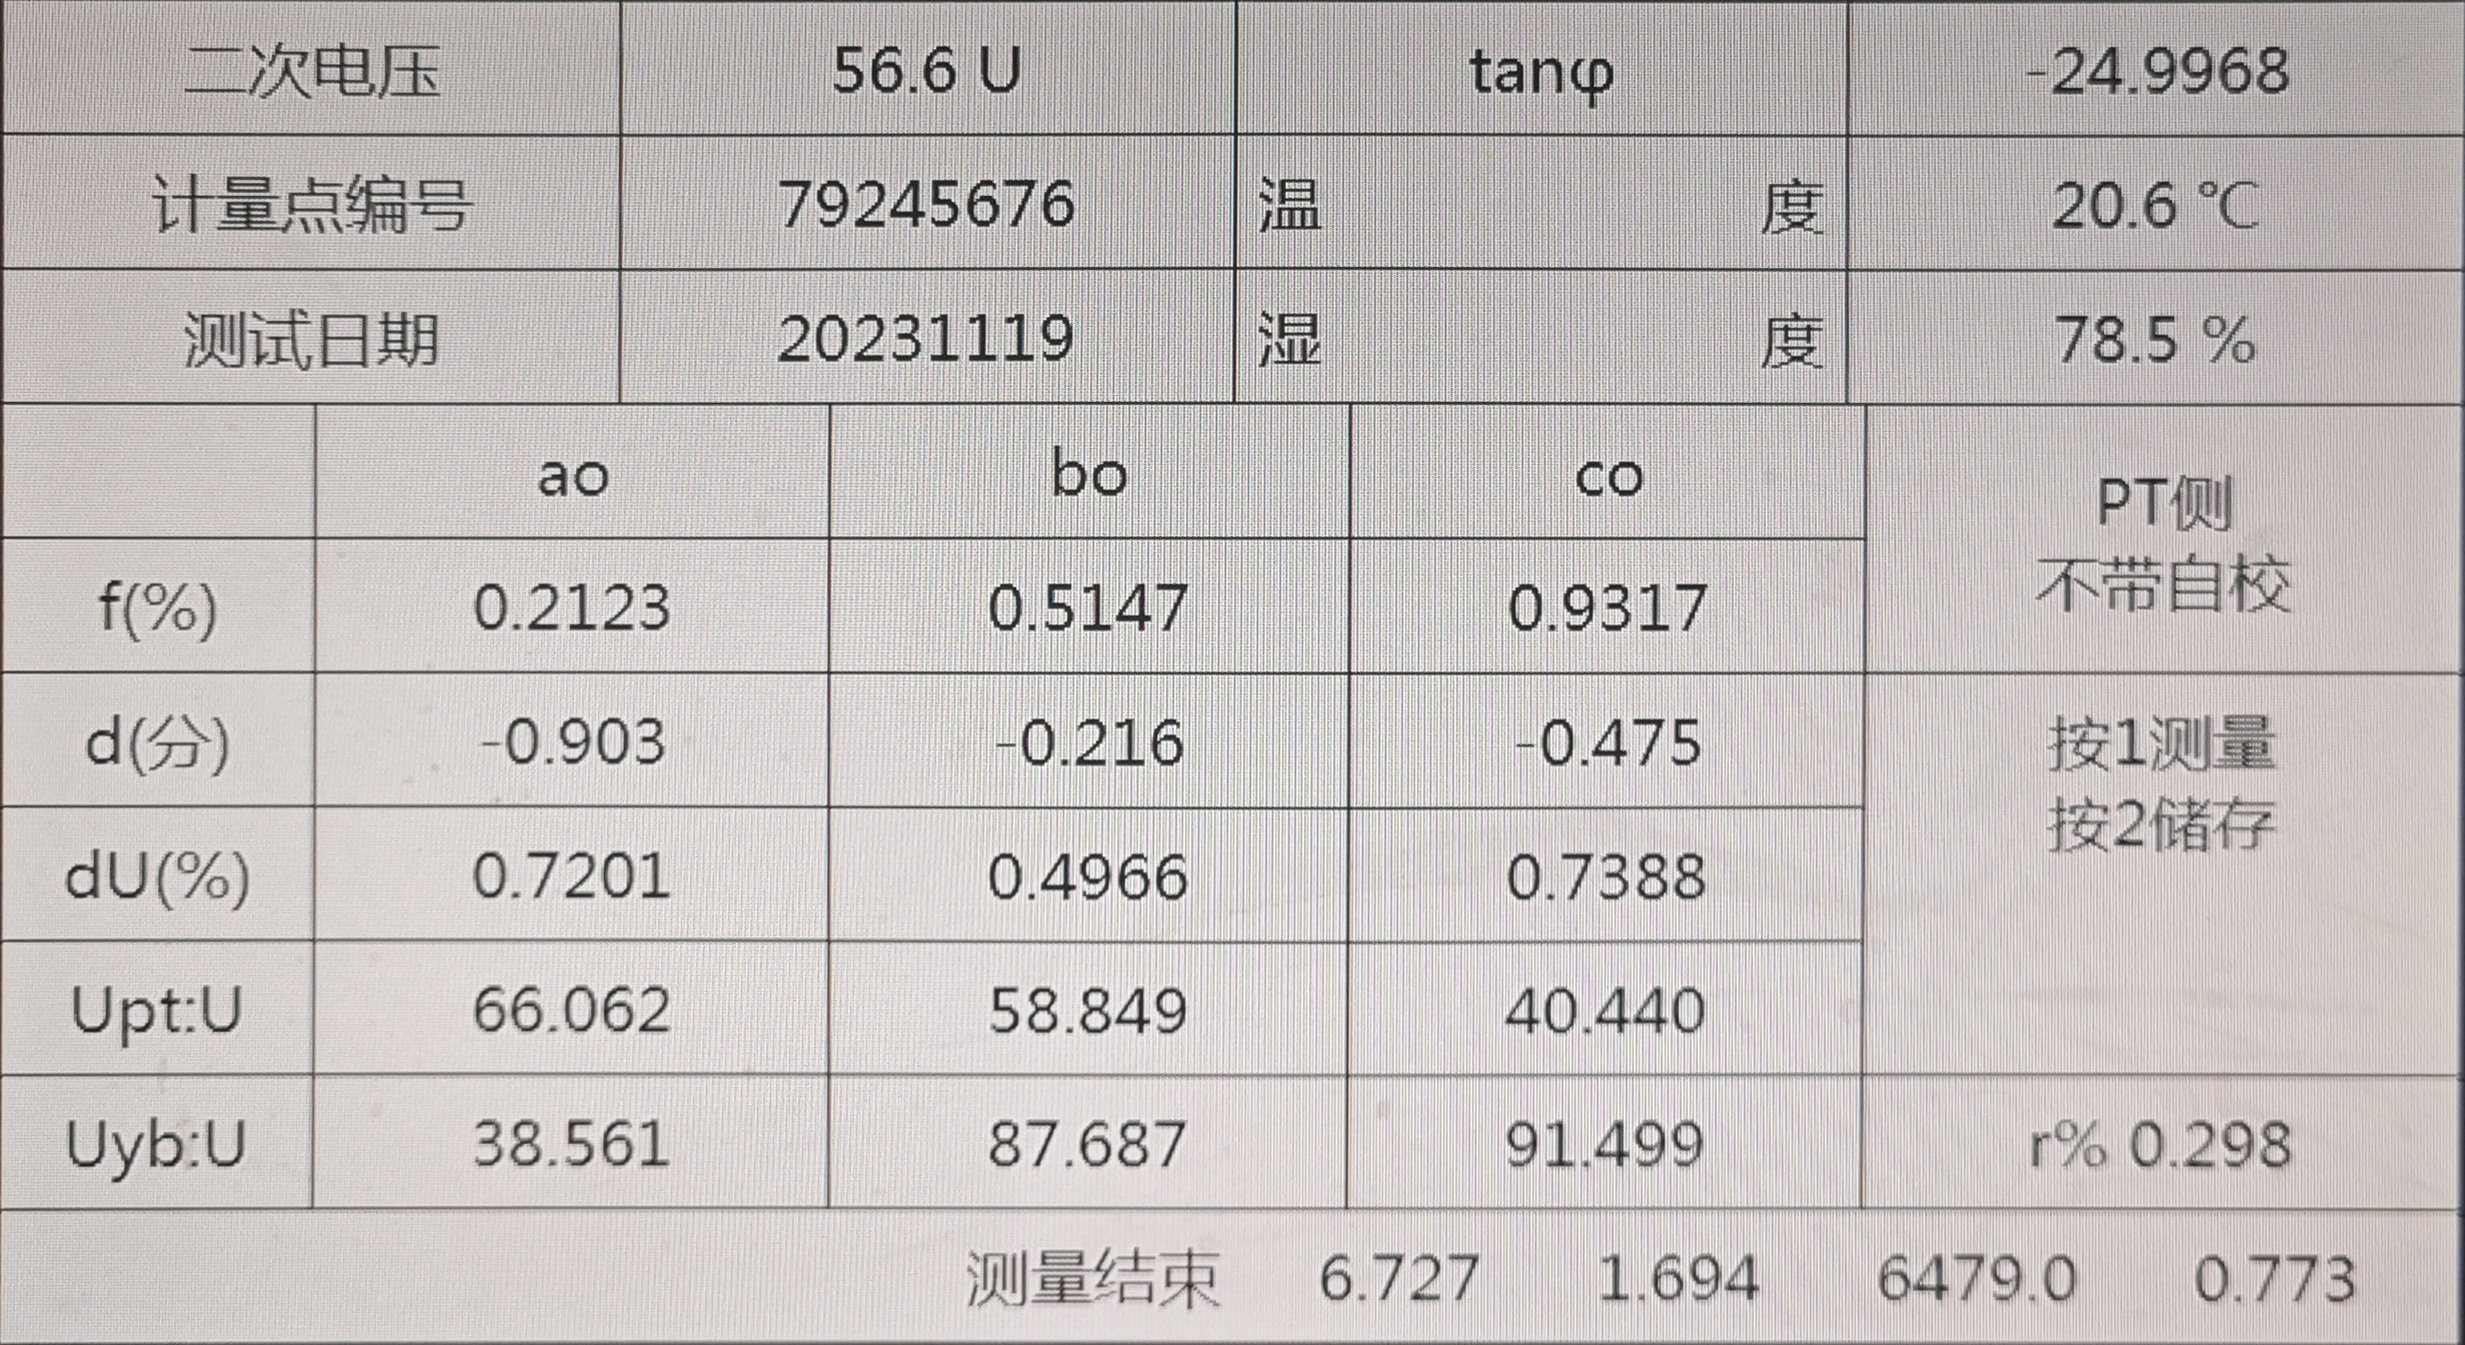 二次电压 56.6 U tanφ -24.9968
计量点编号 79245676 温 度 20.6 ℃
测试日期 20231119 湿 度 78.5 %
ao bo co PT侧
不带自校
f(%) 0.2123 0.5147 0.9317
d(分) -0.903 -0.216 -0.475 按1测量
按2储存
dU(%) 0.7201 0.4966 0.7388
Upt:U 66.062 58.849 40.440
Uyb:U 38.561 87.687 91.499 r% 0.298
测量结束 6.727 1.694 6479.0 0.773